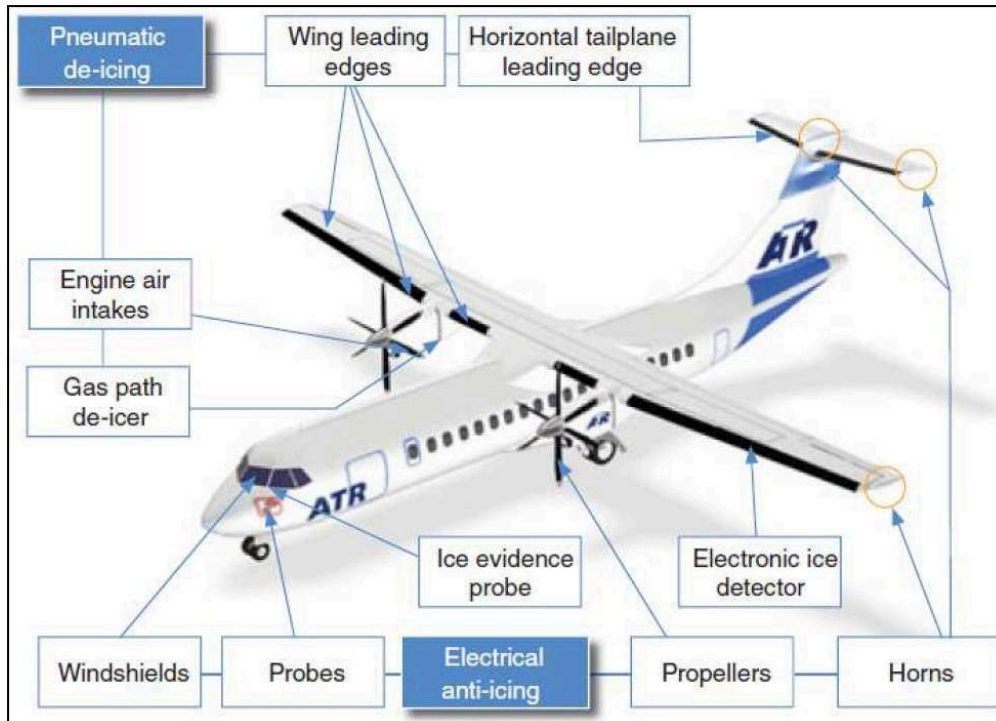 Pneumatic
de-icing
Wing leading
edges
Horizontal tailplane
leading edge
ATR
Engine air
intakes
Gas path
de-icer
ATR
ATR
Ice evidence
probe
Electronic ice
detector
Windshields
Probes
Electrical
anti-icing
Propellers
Horns